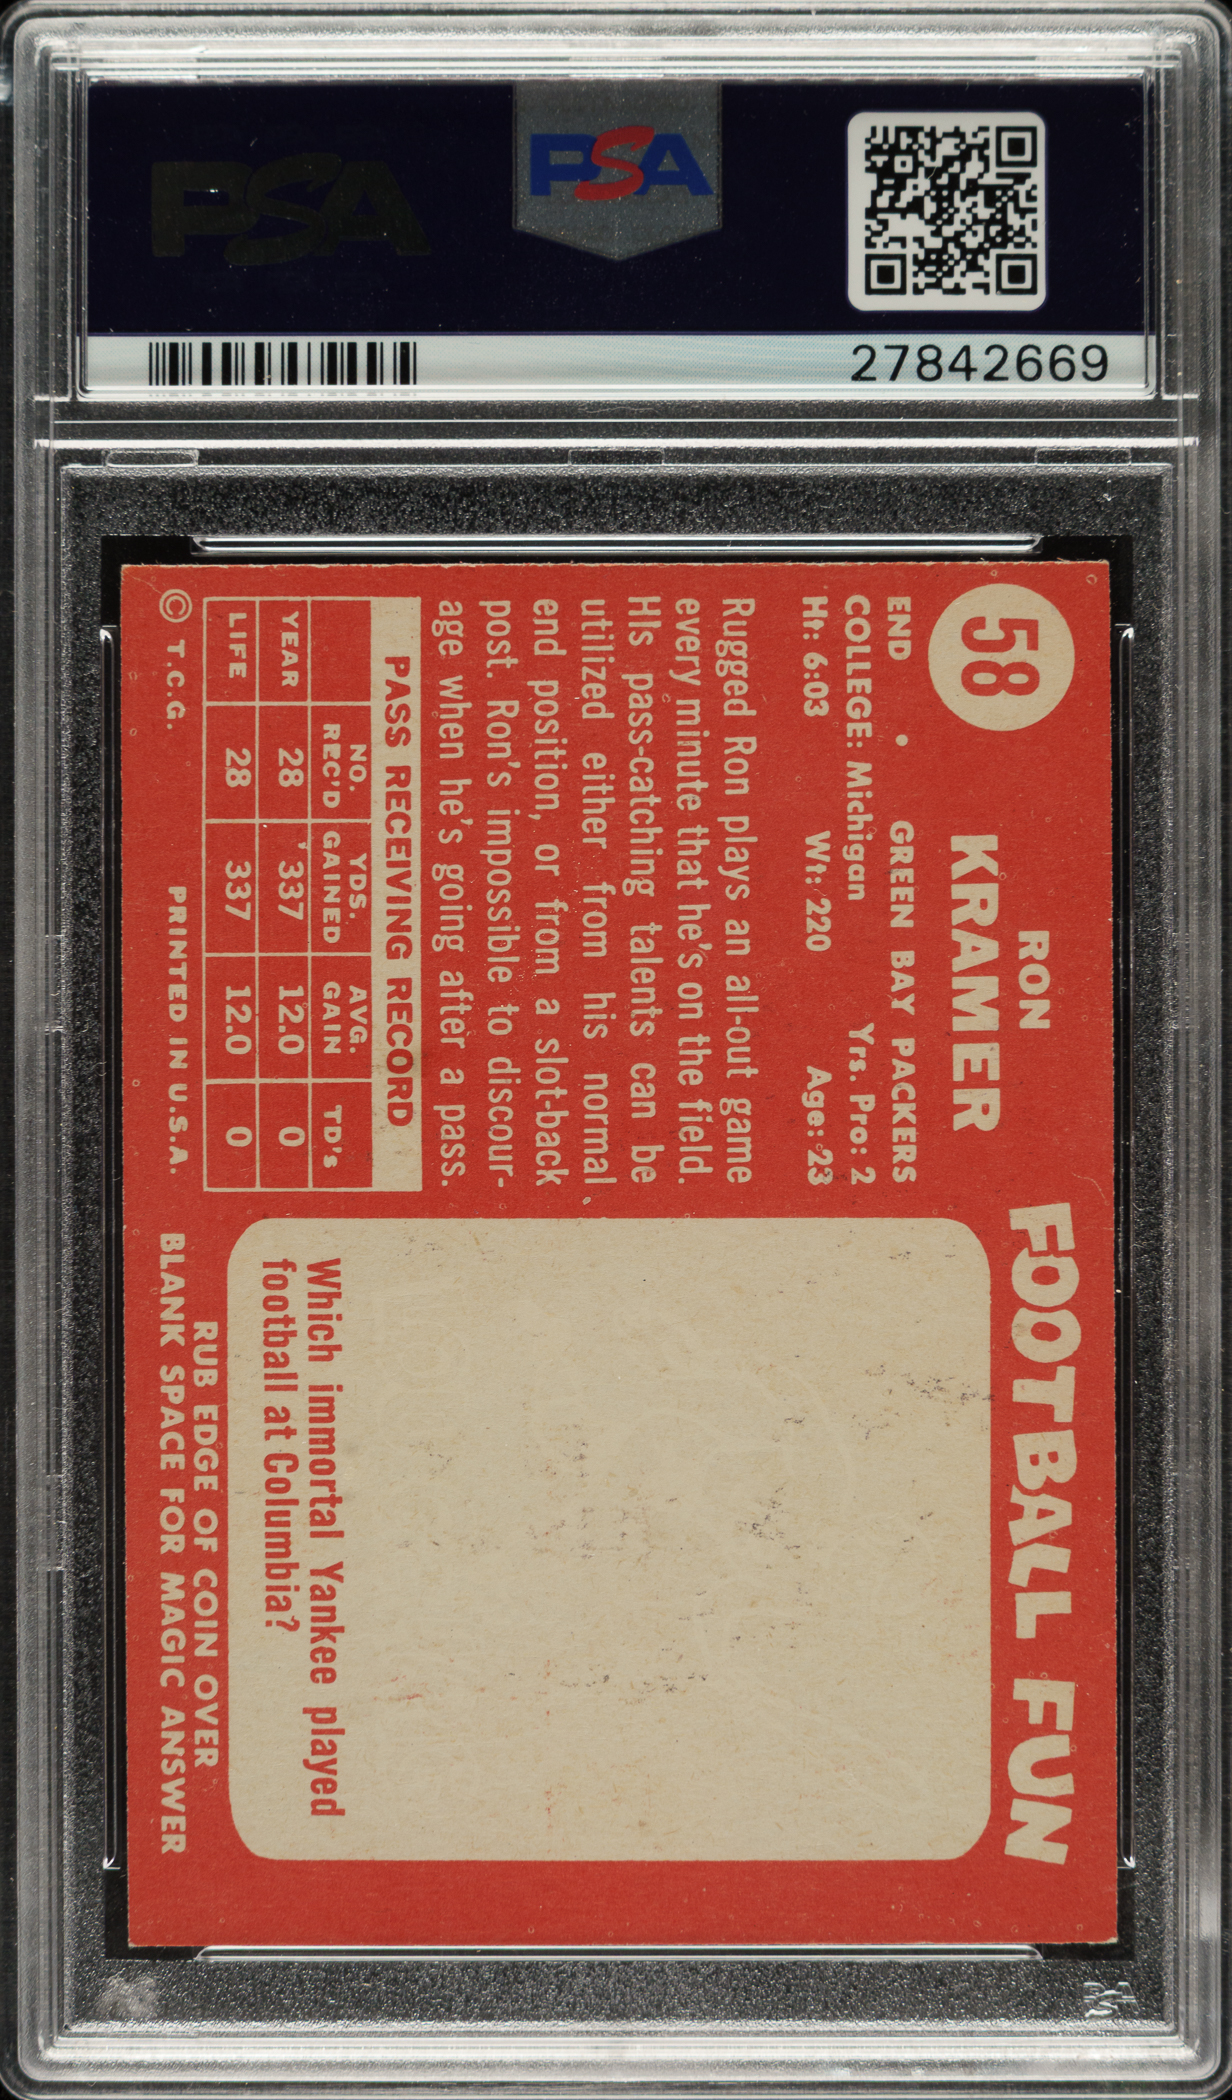 PSA
PSA
27842669
58
RON
KRAMER
END • GREEN BAY PACKERS
COLLEGE: Michigan Yrs. Pro: 2
Ht: 6:03 Wt: 220 Age: 23
Rugged Ron plays an all-out game
every minute that he's on the field.
HIs pass-catching talents can be
utilized either from his normal
end position, or from a slot-back
post. Ron's impossible to discour-
age when he's going after a pass.
PASS RECEIVING RECORD
NO. REC'D YDS. GAINED AVG. GAIN TD's
YEAR 28 337 12.0 0
LIFE 28 337 12.0 0
© T.C.G. PRINTED IN U.S.A.
FOOTBALL FUN
Which immortal Yankee played
football at Columbia?
RUB EDGE OF COIN OVER
BLANK SPACE FOR MAGIC ANSWER
PSA